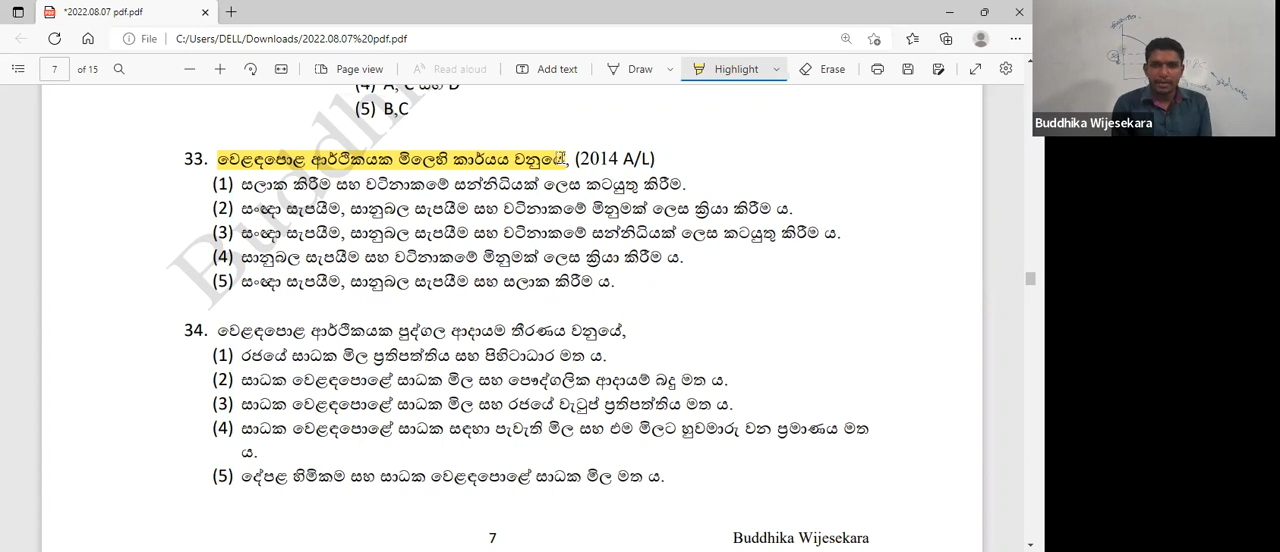 *2022.08.07 pdf.pdf
File C:/Users/DELL/Downloads/2022.08.07%20pdf.pdf
7 of 15 Page view Read aloud Add text Draw Highlight Erase
Buddhika Wijesekara
(4) A, C සහ D
(5) B,C
33. වෙළඳපොළ ආර්ථිකයක මිලෙහි කාර්යය වනුයේ, (2014 A/L)
(1) සලාක කිරීම සහ වටිනාකමේ සන්නිධියක් ලෙස කටයුතු කිරීම.
(2) සංඥා සැපයීම, සානුබල සැපයීම සහ වටිනාකමේ මිනුමක් ලෙස ක්‍රියා කිරීම ය.
(3) සංඥා සැපයීම, සානුබල සැපයීම සහ වටිනාකමේ සන්නිධියක් ලෙස කටයුතු කිරීම ය.
(4) සානුබල සැපයීම සහ වටිනාකමේ මිනුමක් ලෙස ක්‍රියා කිරීම ය.
(5) සංඥා සැපයීම, සානුබල සැපයීම සහ සලාක කිරීම ය.
34. වෙළඳපොළ ආර්ථිකයක පුද්ගල ආදායම තීරණය වනුයේ,
(1) රජයේ සාධක මිල ප්‍රතිපත්තිය සහ පිහිටාධාර මත ය.
(2) සාධක වෙළඳපොළේ සාධක මිල සහ පෞද්ගලික ආදායම් බදු මත ය.
(3) සාධක වෙළඳපොළේ සාධක මිල සහ රජයේ වැටුප් ප්‍රතිපත්තිය මත ය.
(4) සාධක වෙළඳපොළේ සාධක සඳහා පැවැති මිල සහ එම මිලට හුවමාරු වන ප්‍රමාණය මත
ය.
(5) දේපළ හිමිකම සහ සාධක වෙළඳපොළේ සාධක මිල මත ය.
7 Buddhika Wijesekara